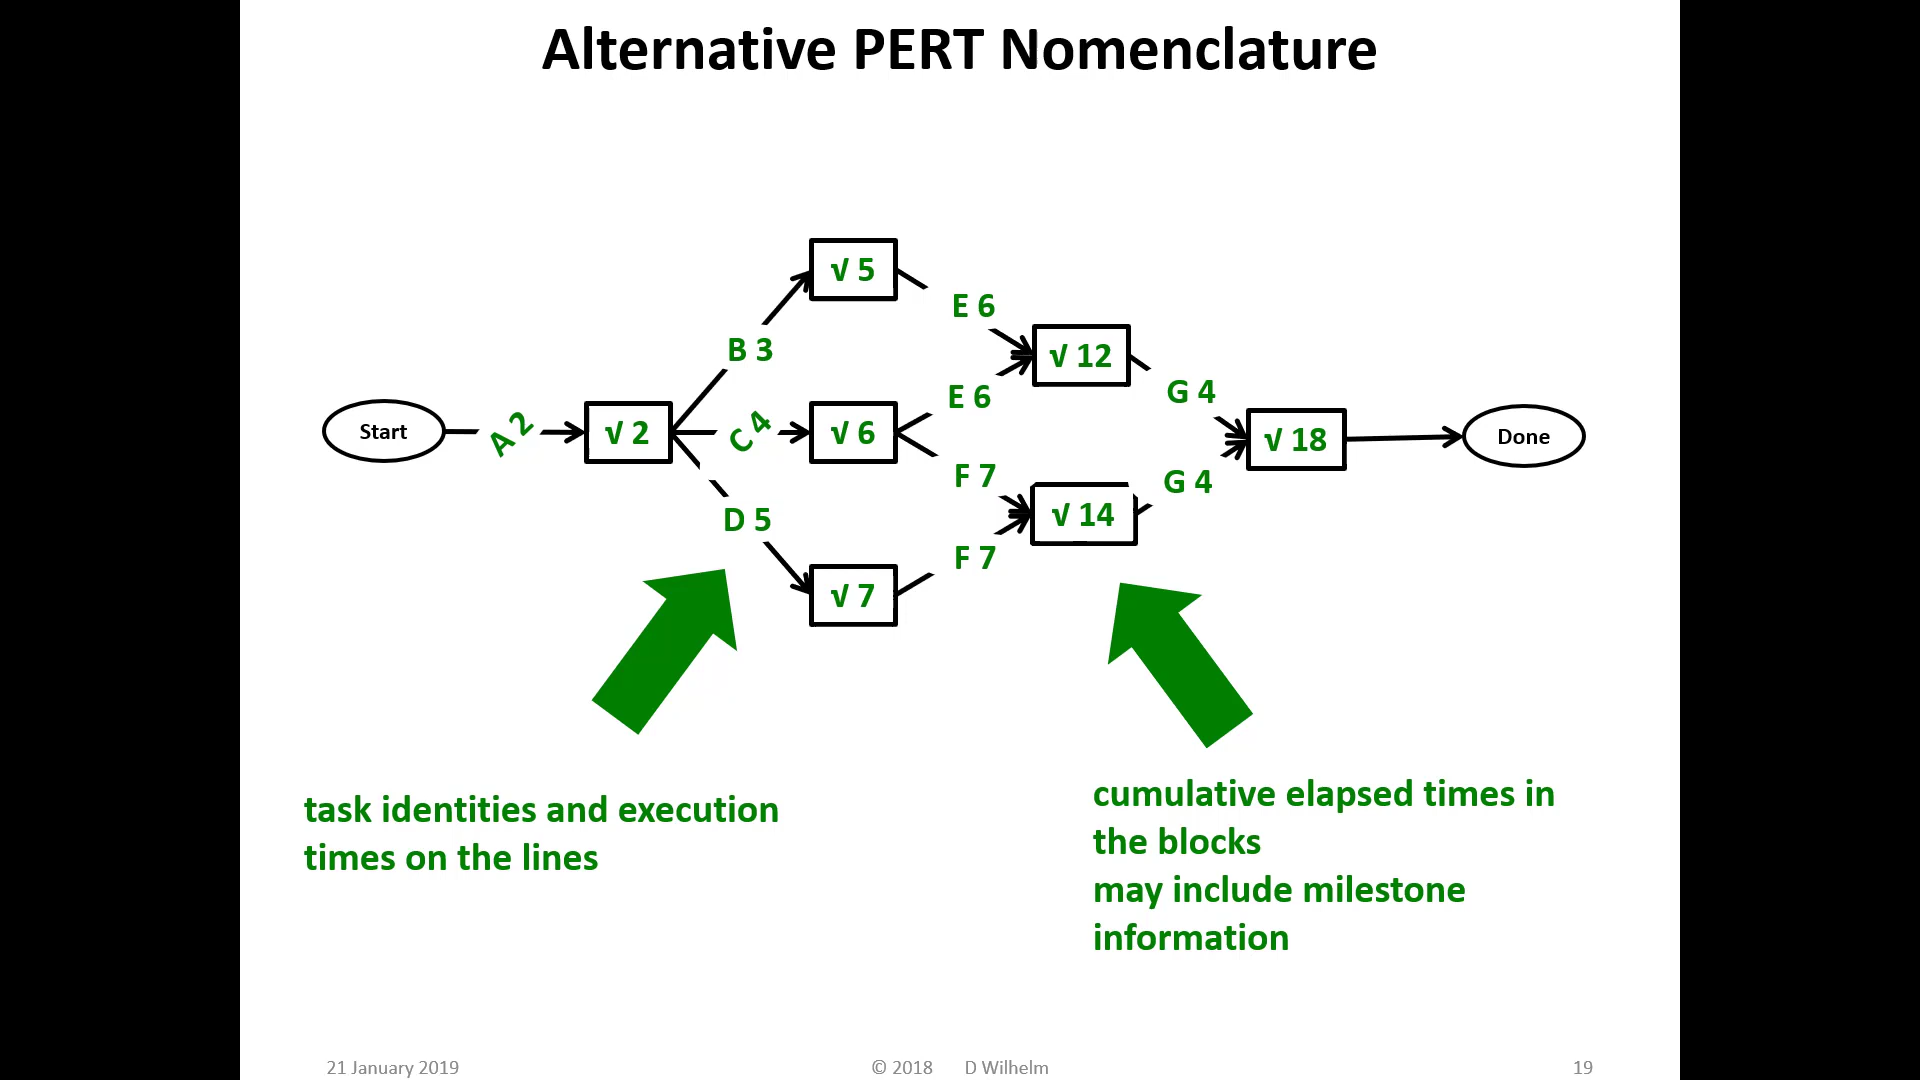 Alternative PERT Nomenclature
√ 5
E 6
B 3
√ 12
E 6
G 4
Start
A 2
√ 2
C 4
√ 6
√ 18
Done
F 7
G 4
D 5
√ 14
F 7
√ 7
task identities and execution
times on the lines
cumulative elapsed times in
the blocks
may include milestone
information
21 January 2019
© 2018 D Wilhelm
19